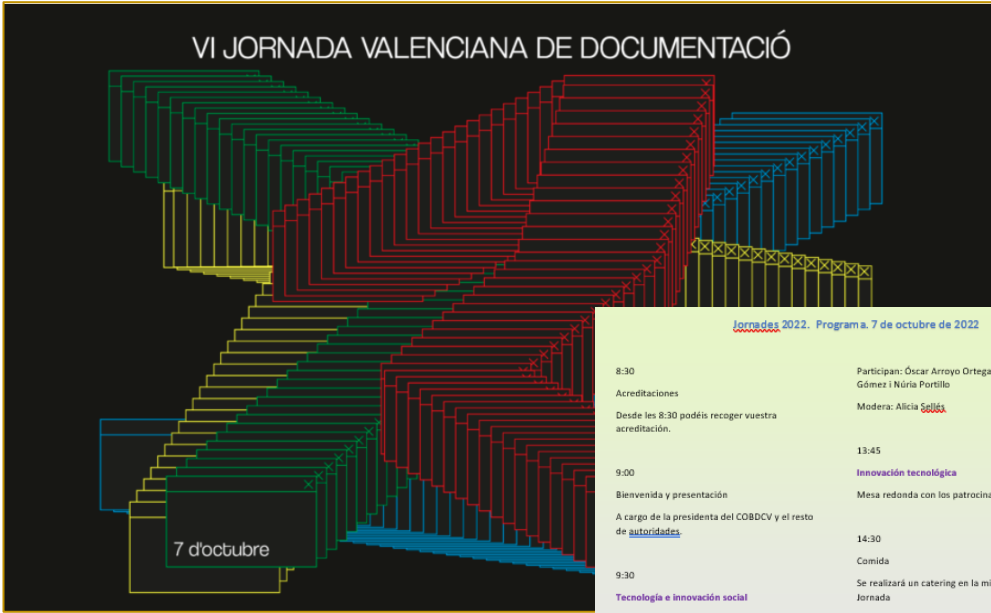 VI JORNADA VALENCIANA DE DOCUMENTACIÓ
7 d'octubre
Jornades 2022. Programa. 7 de octubre de 2022
8:30
Acreditaciones
Desde les 8:30 podéis recoger vuestra
acreditación.
9:00
Bienvenida y presentación
A cargo de la presidenta del COBDCV y el resto
de autoridades.
9:30
Tecnología e innovación social
Participan: Óscar Arroyo Ortega
Gómez i Núria Portillo
Modera: Alicia Sellés
13:45
Innovación tecnológica
Mesa redonda con los patrocina
14:30
Comida
Se realizará un catering en la mi
Jornada